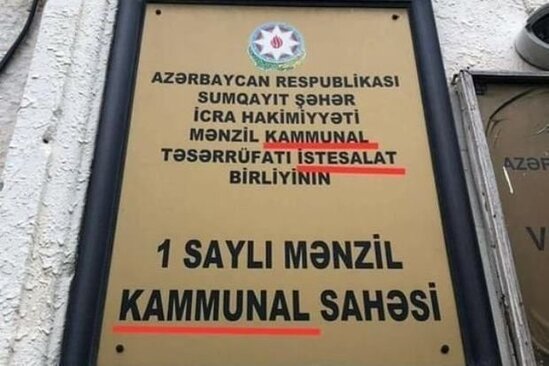 AZƏRBAYCAN RESPUBLİKASI
SUMQAYIT ŞƏHƏR
İCRA HAKİMİYYƏTİ
MƏNZİL KAMMUNAL
TƏSƏRRÜFATI İSTESALAT
BİRLİYİNİN
1 SAYLI MƏNZİL
KAMMUNAL SAHƏSİ
AZƏR